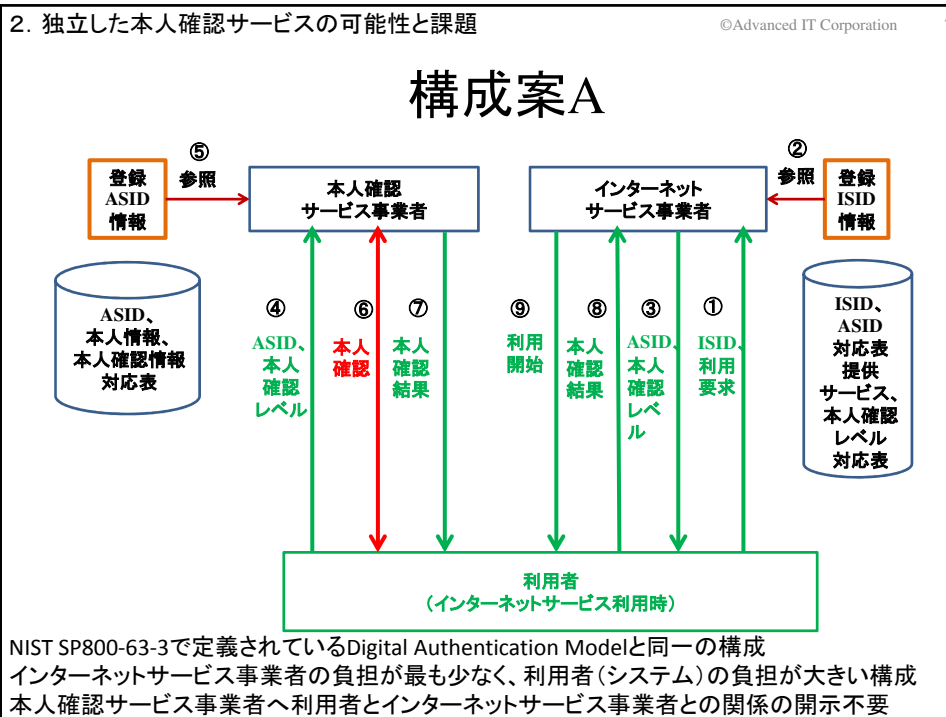 ２．独立した本人確認サービスの可能性と課題
©Advanced IT Corporation
構成案A
⑤
参照
登録
ASID
情報
本人確認
サービス事業者
インターネット
サービス事業者
②
参照
登録
ISID
情報
ASID、
本人情報、
本人確認情報
対応表
④
ASID、
本人
確認
レベル
⑥
本人
確認
⑦
本人
確認
結果
⑨
利用
開始
⑧
本人
確認
結果
③
ASID、
本人
確認
レベ
ル
①
ISID、
利用
要求
ISID、
ASID
対応表
提供
サービス、
本人確認
レベル
対応表
利用者
（インターネットサービス利用時）
NIST SP800-63-3で定義されているDigital Authentication Modelと同一の構成
インターネットサービス事業者の負担が最も少なく、利用者（システム）の負担が大きい構成
本人確認サービス事業者へ利用者とインターネットサービス事業者との関係の開示不要